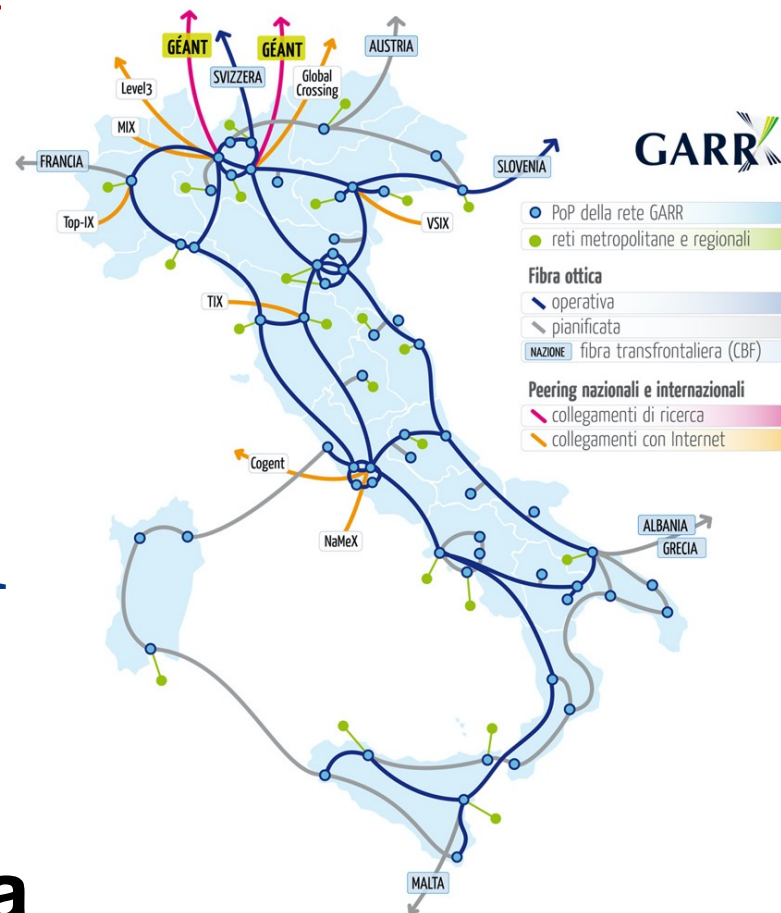 GÉANT
GÉANT
AUSTRIA
SVIZZERA
Global
Crossing
Level3
MIX
FRANCIA
SLOVENIA
GARR
Top-IX
VSIX
PoP della rete GARR
reti metropolitane e regionali
Fibra ottica
operativa
pianificata
NAZIONE fibra transfrontaliera (CBF)
TIX
Peering nazionali e internazionali
collegamenti di ricerca
collegamenti con Internet
Cogent
NaMeX
ALBANIA
GRECIA
MALTA
a